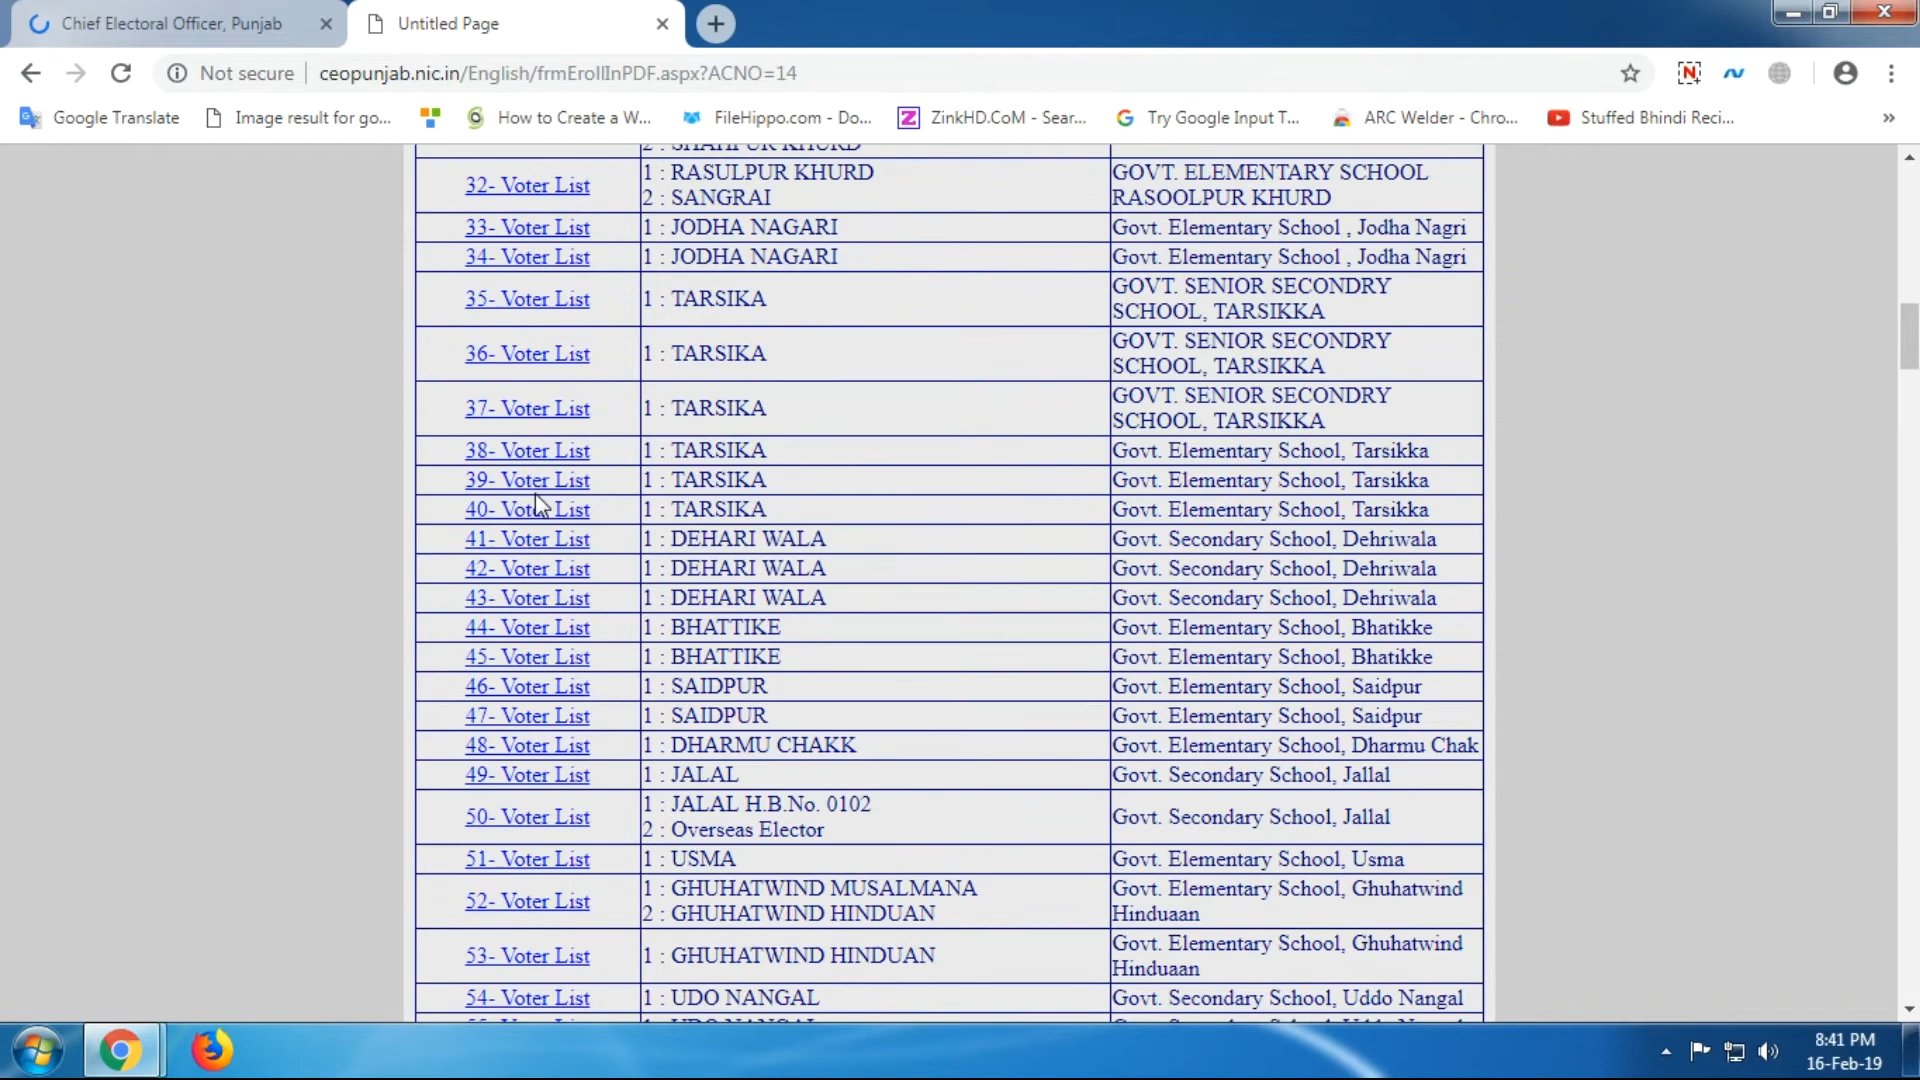 Chief Electoral Officer, Punjab
Untitled Page
Not secure
ceopunjab.nic.in/English/frmErollInPDF.aspx?ACNO=14
Google Translate
Image result for go...
How to Create a W...
FileHippo.com - Do...
ZinkHD.CoM - Sear...
Try Google Input T...
ARC Welder - Chro...
Stuffed Bhindi Reci...
»
2 : SHAHPUR KHURD
32- Voter List
1 : RASULPUR KHURD
2 : SANGRAI
GOVT. ELEMENTARY SCHOOL
RASOOLPUR KHURD
33- Voter List
1 : JODHA NAGARI
Govt. Elementary School , Jodha Nagri
34- Voter List
1 : JODHA NAGARI
Govt. Elementary School , Jodha Nagri
35- Voter List
1 : TARSIKA
GOVT. SENIOR SECONDRY
SCHOOL, TARSIKKA
36- Voter List
1 : TARSIKA
GOVT. SENIOR SECONDRY
SCHOOL, TARSIKKA
37- Voter List
1 : TARSIKA
GOVT. SENIOR SECONDRY
SCHOOL, TARSIKKA
38- Voter List
1 : TARSIKA
Govt. Elementary School, Tarsikka
39- Voter List
1 : TARSIKA
Govt. Elementary School, Tarsikka
40- Voter List
1 : TARSIKA
Govt. Elementary School, Tarsikka
41- Voter List
1 : DEHARI WALA
Govt. Secondary School, Dehriwala
42- Voter List
1 : DEHARI WALA
Govt. Secondary School, Dehriwala
43- Voter List
1 : DEHARI WALA
Govt. Secondary School, Dehriwala
44- Voter List
1 : BHATTIKE
Govt. Elementary School, Bhatikke
45- Voter List
1 : BHATTIKE
Govt. Elementary School, Bhatikke
46- Voter List
1 : SAIDPUR
Govt. Elementary School, Saidpur
47- Voter List
1 : SAIDPUR
Govt. Elementary School, Saidpur
48- Voter List
1 : DHARMU CHAKK
Govt. Elementary School, Dharmu Chak
49- Voter List
1 : JALAL
Govt. Secondary School, Jallal
50- Voter List
1 : JALAL H.B.No. 0102
2 : Overseas Elector
Govt. Secondary School, Jallal
51- Voter List
1 : USMA
Govt. Elementary School, Usma
52- Voter List
1 : GHUHATWIND MUSALMANA
2 : GHUHATWIND HINDUAN
Govt. Elementary School, Ghuhatwind
Hinduaan
53- Voter List
1 : GHUHATWIND HINDUAN
Govt. Elementary School, Ghuhatwind
Hinduaan
54- Voter List
1 : UDO NANGAL
Govt. Secondary School, Uddo Nangal
8:41 PM
16-Feb-19